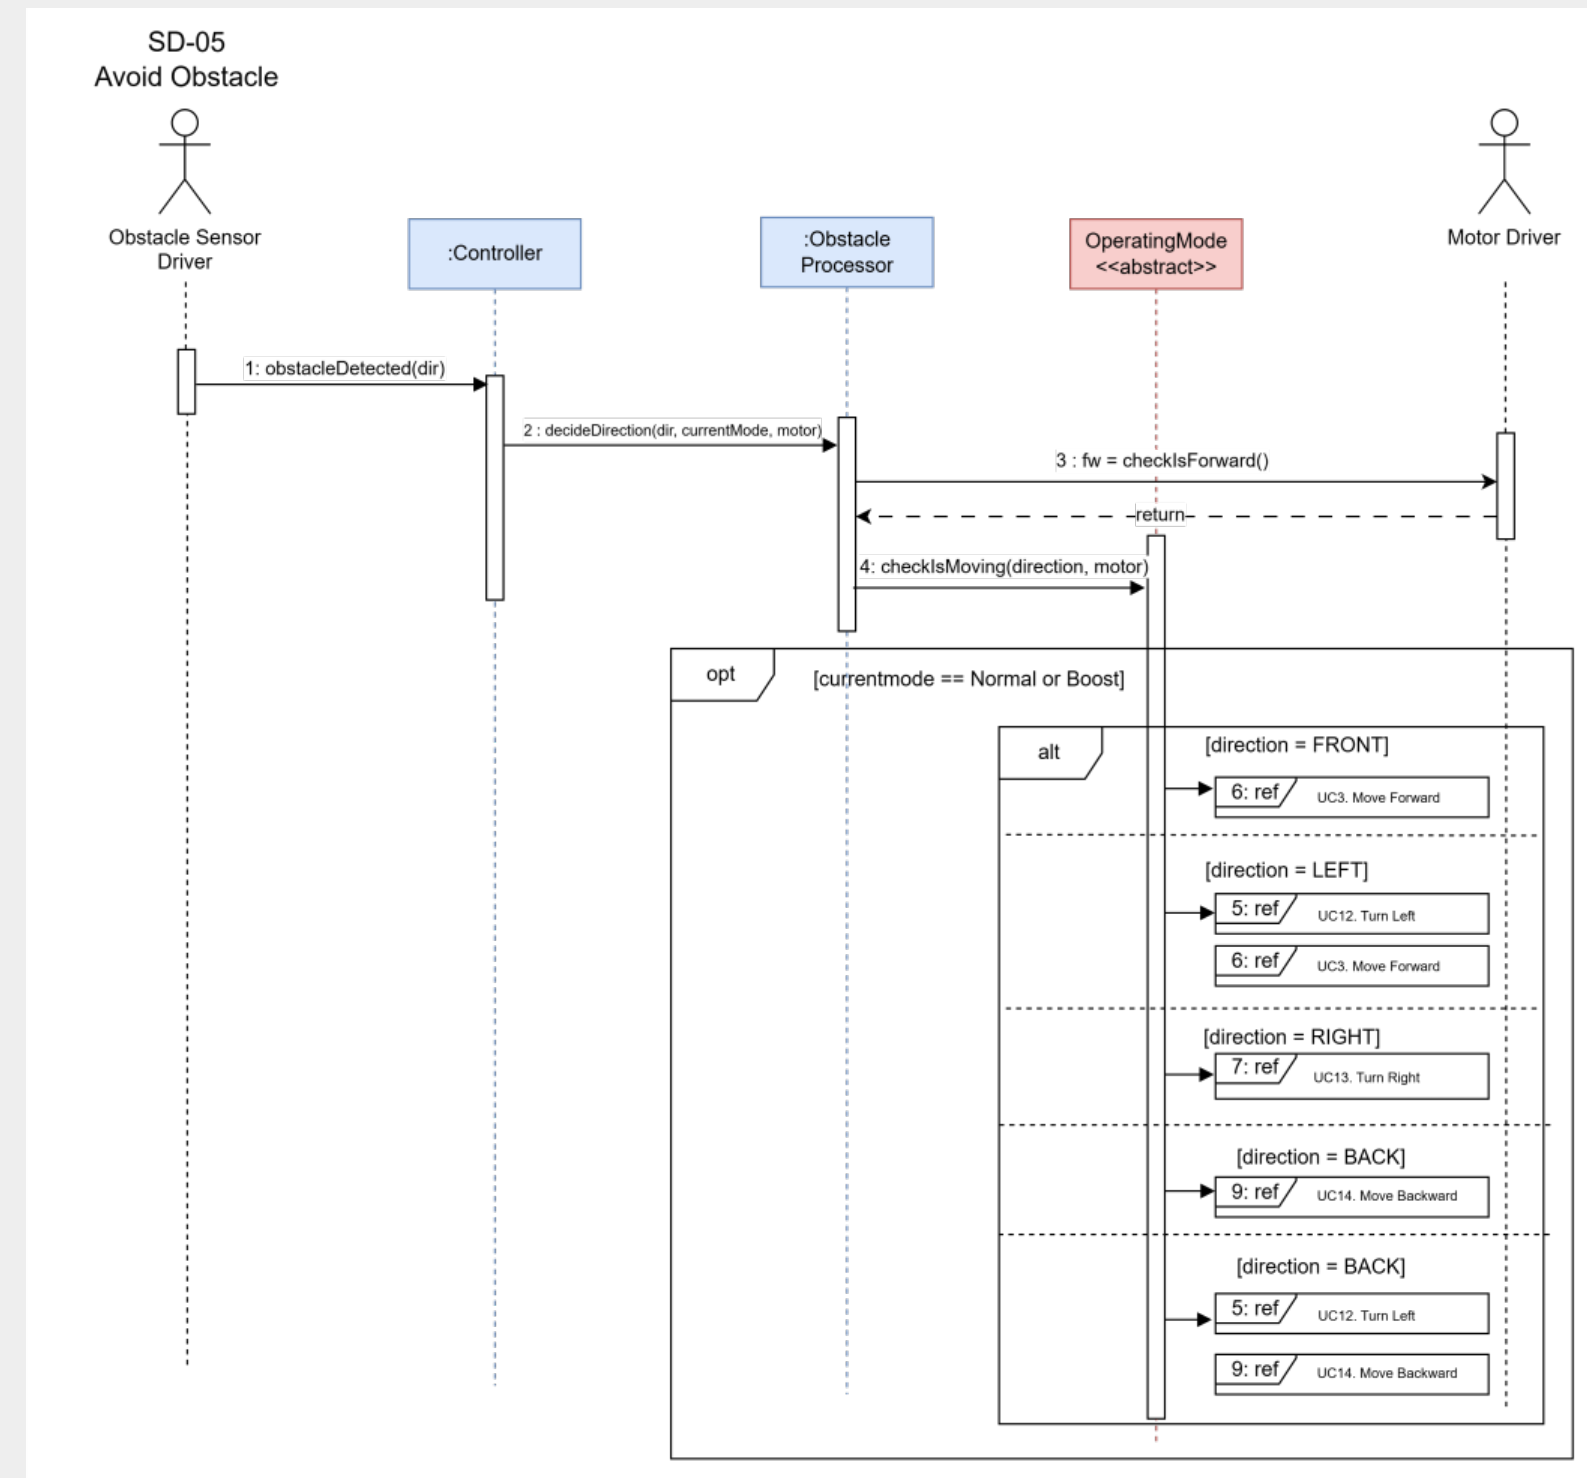 SD-05
Avoid Obstacle
Obstacle Sensor
Driver
:Controller
:Obstacle
Processor
OperatingMode
<<abstract>>
Motor Driver
1: obstacleDetected(dir)
2 : decideDirection(dir, currentMode, motor)
3 : fw = checkIsForward()
return
4: checkIsMoving(direction, motor)
opt
[currentmode == Normal or Boost]
alt
[direction = FRONT]
6: ref
UC3. Move Forward
[direction = LEFT]
5: ref
UC12. Turn Left
6: ref
UC3. Move Forward
[direction = RIGHT]
7: ref
UC13. Turn Right
[direction = BACK]
9: ref
UC14. Move Backward
[direction = BACK]
5: ref
UC12. Turn Left
9: ref
UC14. Move Backward